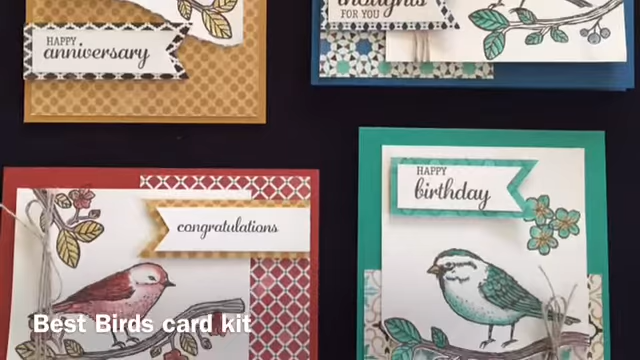 HAPPY
anniversary
thoughts
FOR YOU
HAPPY
birthday
congratulations
Best Birds card kit